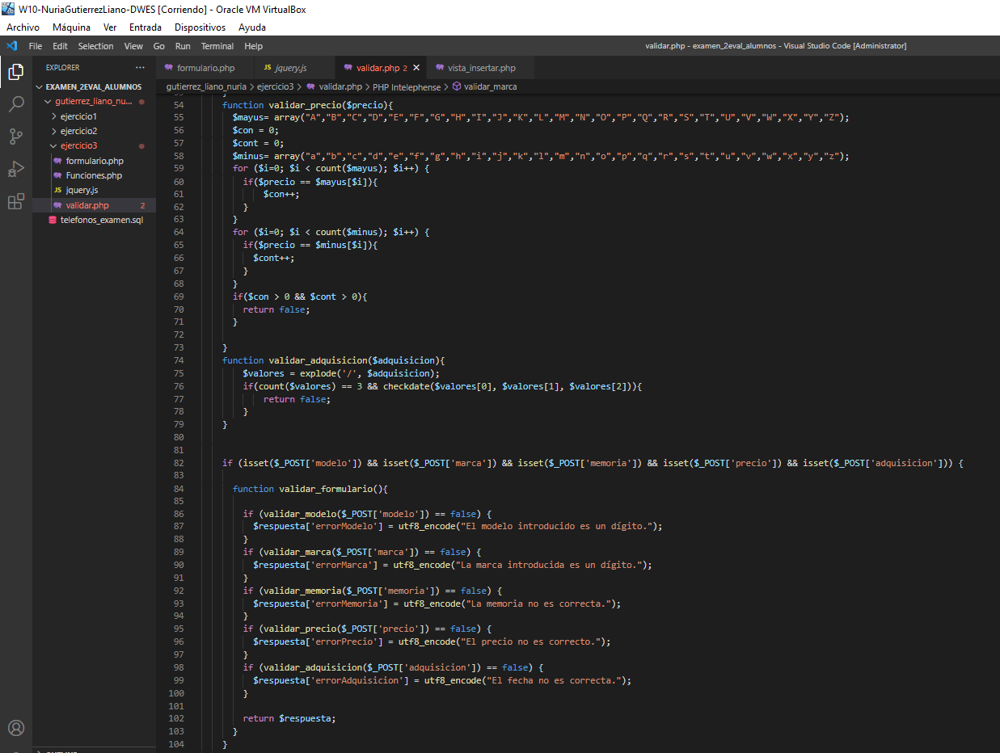 W10-NuriaGutierrezLiano-DWES [Corriendo] - Oracle VM VirtualBox
Archivo Máquina Ver Entrada Dispositivos Ayuda
File Edit Selection View Go Run Terminal Help validar.php - examen_2eval_alumnos - Visual Studio Code [Administrator]
EXPLORER ··· formulario.php JS jquery.js validar.php 2 × vista_insertar.php
EXAMEN_2EVAL_ALUMNOS
gutierrez_liano_nu...
ejercicio1
ejercicio2
ejercicio3
formulario.php
Funciones.php
JS jquery.js
validar.php 2
telefonos_examen.sql
gutierrez_liano_nuria > ejercicio3 > validar.php > PHP Intelephense > validar_marca
53 }
54 function validar_precio($precio){
55 $mayus= array("A","B","C","D","E","F","G","H","I","J","K","L","M","N","O","P","Q","R","S","T","U","V","W","X","Y","Z");
56 $con = 0;
57 $cont = 0;
58 $minus= array("a","b","c","d","e","f","g","h","i","j","k","l","m","n","o","p","q","r","s","t","u","v","w","x","y","z");
59 for ($i=0; $i < count($mayus); $i++) {
60 if($precio == $mayus[$i]){
61 $con++;
62 }
63 }
64 for ($i=0; $i < count($minus); $i++) {
65 if($precio == $minus[$i]){
66 $cont++;
67 }
68 }
69 if($con > 0 && $cont > 0){
70 return false;
71 }
72
73 }
74 function validar_adquisicion($adquisicion){
75 $valores = explode('/', $adquisicion);
76 if(count($valores) == 3 && checkdate($valores[0], $valores[1], $valores[2])){
77 return false;
78 }
79 }
80
81
82 if (isset($_POST['modelo']) && isset($_POST['marca']) && isset($_POST['memoria']) && isset($_POST['precio']) && isset($_POST['adquisicion'])) {
83
84 function validar_formulario(){
85
86 if (validar_modelo($_POST['modelo']) == false) {
87 $respuesta['errorModelo'] = utf8_encode("El modelo introducido es un dígito.");
88 }
89 if (validar_marca($_POST['marca']) == false) {
90 $respuesta['errorMarca'] = utf8_encode("La marca introducida es un dígito.");
91 }
92 if (validar_memoria($_POST['memoria']) == false) {
93 $respuesta['errorMemoria'] = utf8_encode("La memoria no es correcta.");
94 }
95 if (validar_precio($_POST['precio']) == false) {
96 $respuesta['errorPrecio'] = utf8_encode("El precio no es correcto.");
97 }
98 if (validar_adquisicion($_POST['adquisicion']) == false) {
99 $respuesta['errorAdquisicion'] = utf8_encode("El fecha no es correcta.");
100 }
101
102 return $respuesta;
103 }
104 }
OUTLINE